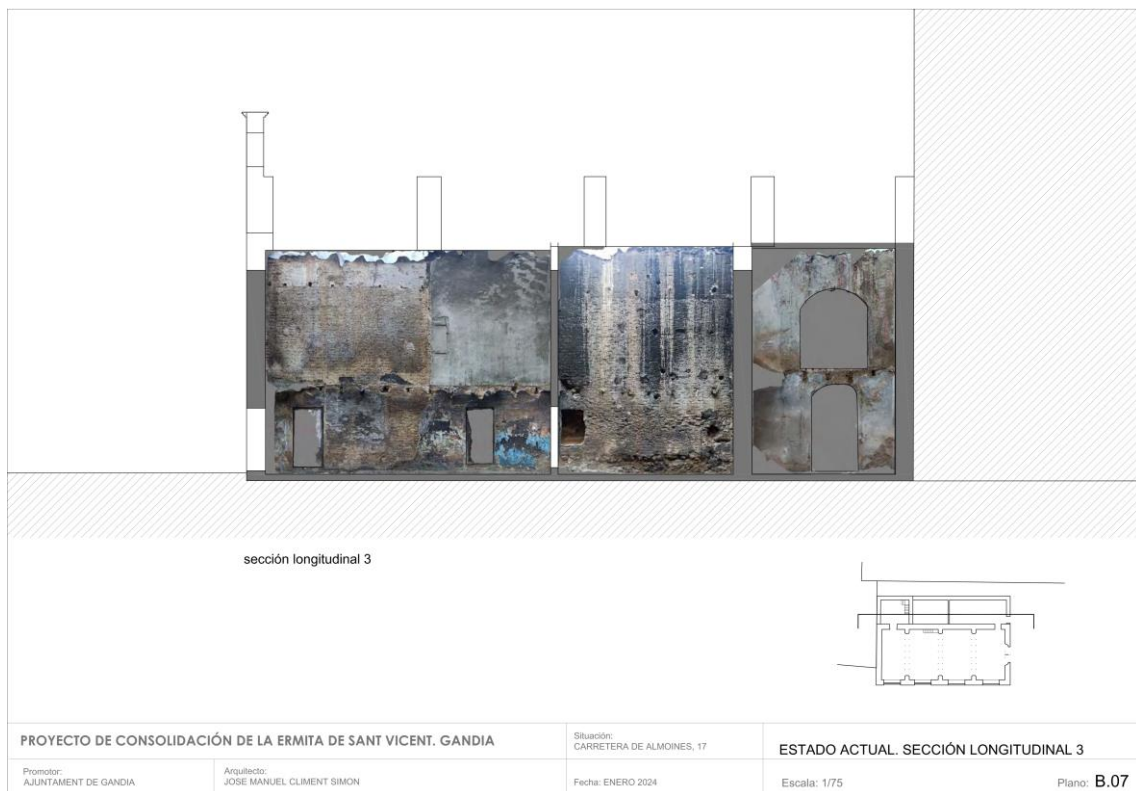 sección longitudinal 3
PROYECTO DE CONSOLIDACIÓN DE LA ERMITA DE SANT VICENT. GANDIA
Promotor:
AJUNTAMENT DE GANDIA
Arquitecto:
JOSE MANUEL CLIMENT SIMON
Situación:
CARRETERA DE ALMOINES, 17
Fecha: ENERO 2024
ESTADO ACTUAL. SECCIÓN LONGITUDINAL 3
Escala: 1/75
Plano: B.07